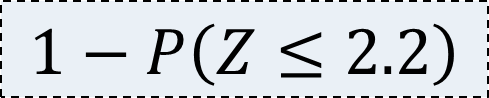 1 − P(Z ≤ 2.2)